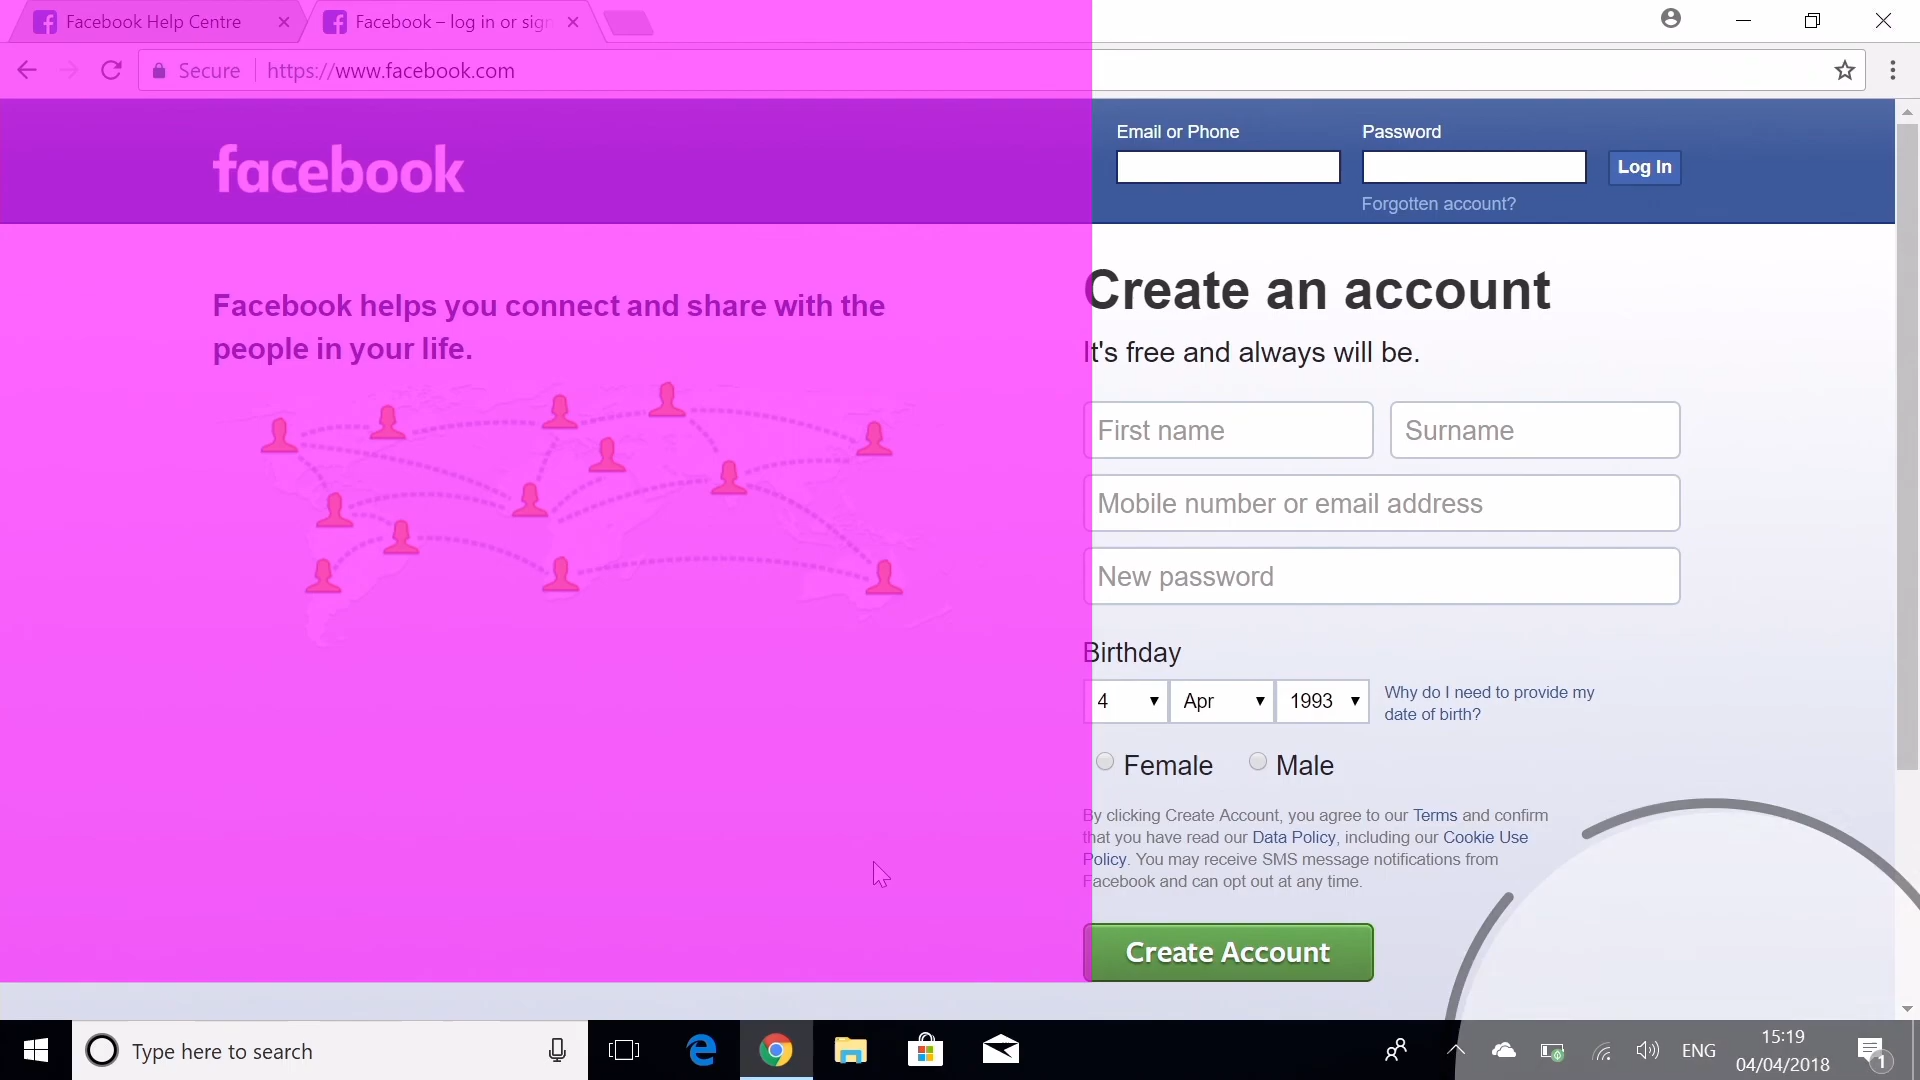 Facebook Help Centre
Facebook – log in or sign
Secure
https://www.facebook.com
facebook
Email or Phone
Password
Log In
Forgotten account?
Facebook helps you connect and share with the
people in your life.
Create an account
It's free and always will be.
First name
Surname
Mobile number or email address
New password
Birthday
4
Apr
1993
Why do I need to provide my
date of birth?
Female
Male
By clicking Create Account, you agree to our Terms and confirm
that you have read our Data Policy, including our Cookie Use
Policy. You may receive SMS message notifications from
Facebook and can opt out at any time.
Create Account
Type here to search
ENG
15:19
04/04/2018
1